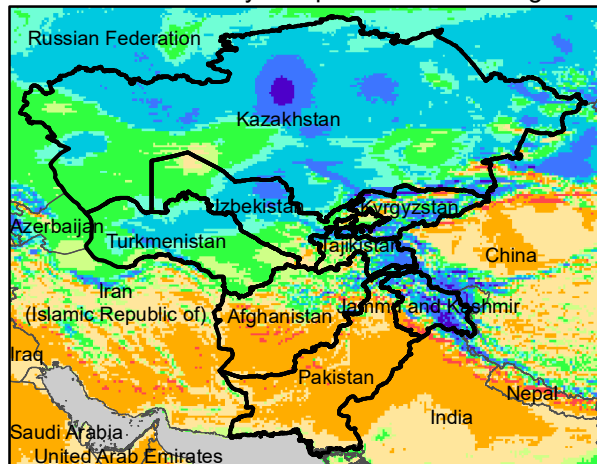 Russian Federation
Kazakhstan
Uzbekistan
Kyrgyzstan
Azerbaijan
Turkmenistan
Tajikistan
China
Iran
(Islamic Republic of)
Afghanistan
Jammu and Kashmir
Iraq
Pakistan
Nepal
India
Saudi Arabia
United Arab Emirates